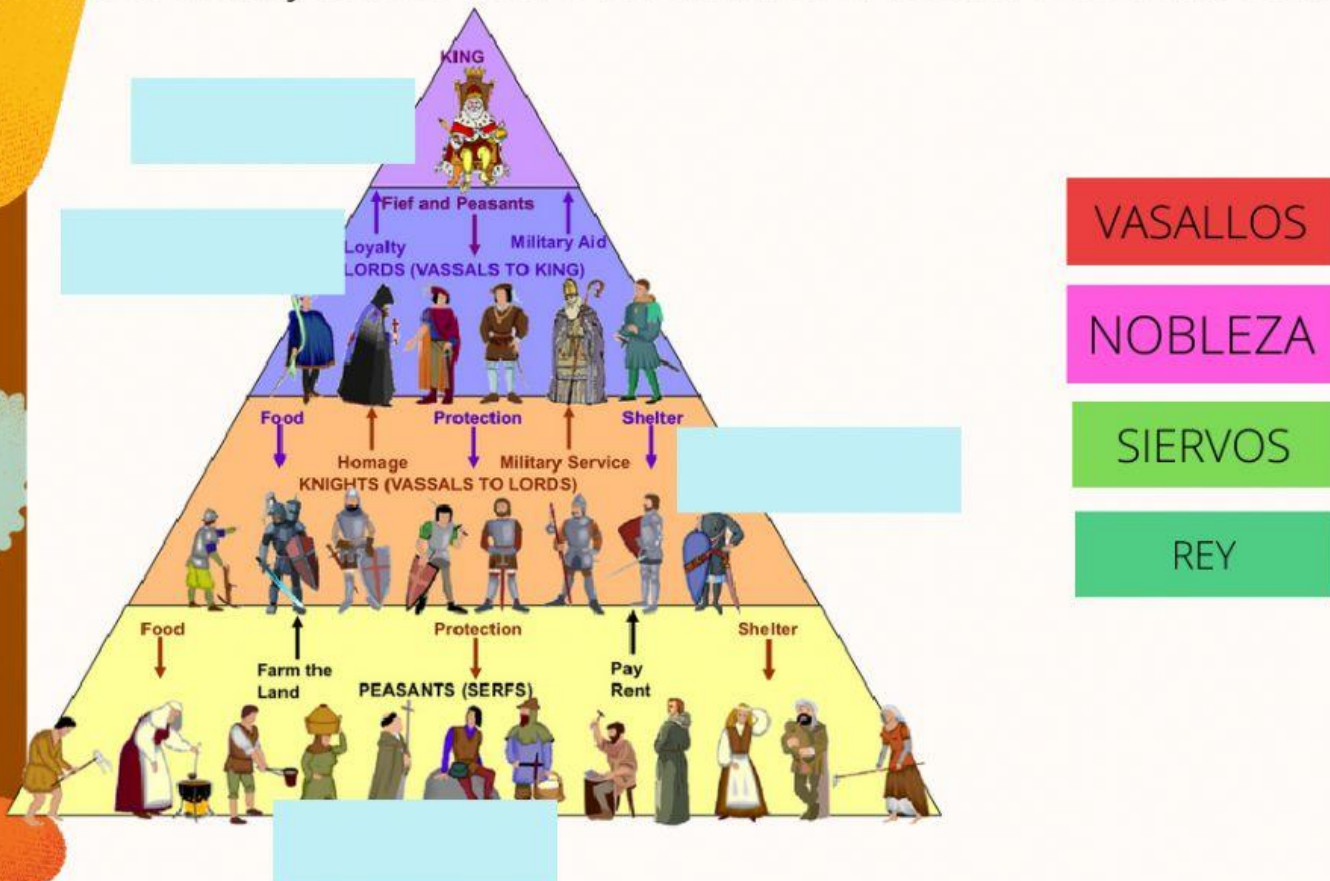 KING
Fief and Peasants
Loyalty
Military Aid
LORDS (VASSALS TO KING)
Food
Protection
Shelter
Homage
Military Service
KNIGHTS (VASSALS TO LORDS)
Food
Protection
Shelter
Farm the
Land
Pay
Rent
PEASANTS (SERFS)
VASALLOS
NOBLEZA
SIERVOS
REY